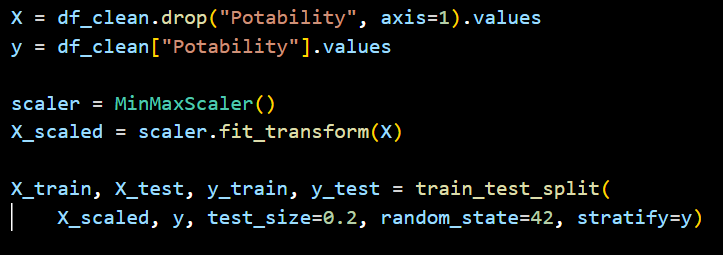 X = df_clean.drop("Potability", axis=1).values
y = df_clean["Potability"].values
scaler = MinMaxScaler()
X_scaled = scaler.fit_transform(X)
X_train, X_test, y_train, y_test = train_test_split(
    X_scaled, y, test_size=0.2, random_state=42, stratify=y)